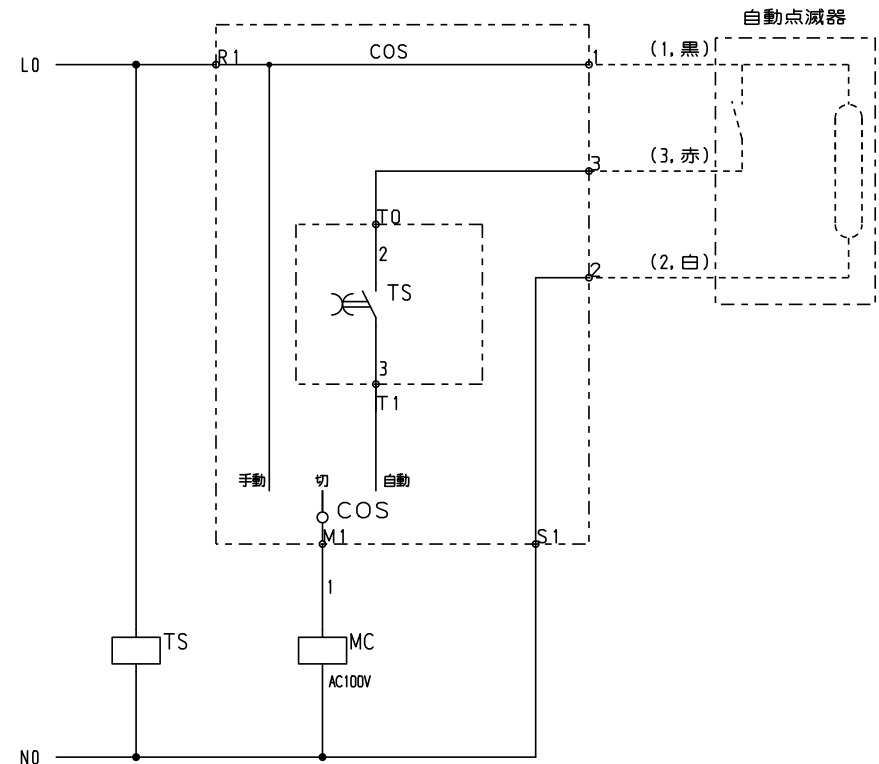 自動点滅器
L0
R1
COS
1
(1,黒)
3
(3,赤)
T0
2
2
(2,白)
TS
3
T1
手動
切
自動
COS
M1
S1
1
TS
MC
AC100V
N0